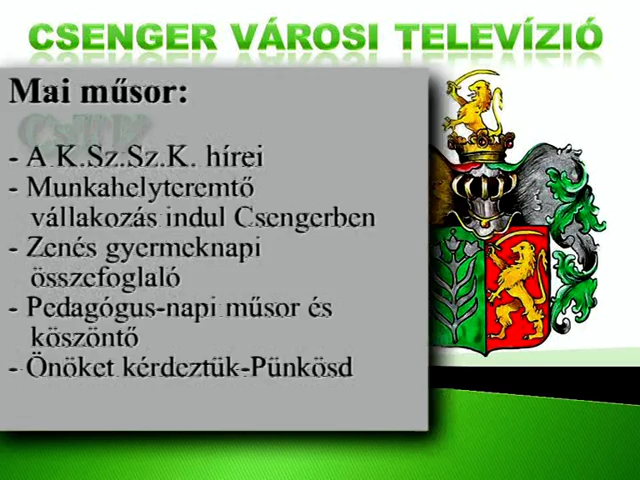 CSENGER VÁROSI TELEVÍZIÓ
Mai műsor:
- A.K.Sz.Sz.K. hírei
- Munkahelyteremtő
vállakozás indul Csengerben
- Zenés gyermeknapi
összefoglaló
- Pedagógus-napi műsor és
köszöntő
- Önöket kérdeztük-Pünkösd